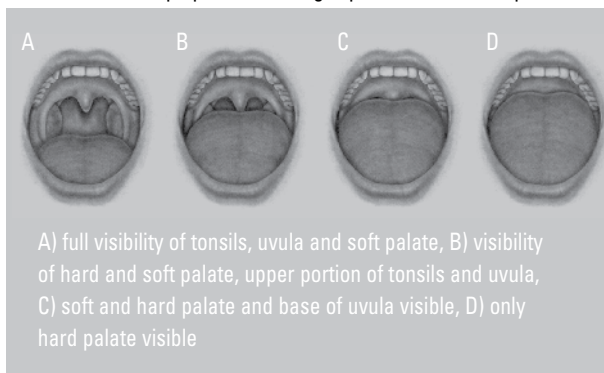 A B C D
A) full visibility of tonsils, uvula and soft palate, B) visibility
of hard and soft palate, upper portion of tonsils and uvula,
C) soft and hard palate and base of uvula visible, D) only
hard palate visible